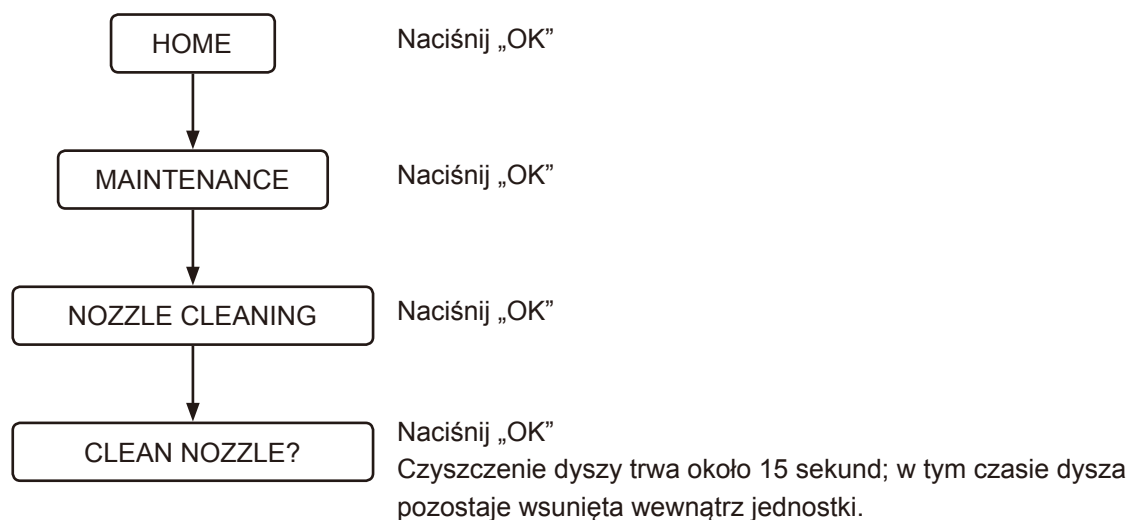 HOME
Naciśnij „OK”
MAINTENANCE
Naciśnij „OK”
NOZZLE CLEANING
Naciśnij „OK”
CLEAN NOZZLE?
Naciśnij „OK”
Czyszczenie dyszy trwa około 15 sekund; w tym czasie dysza
pozostaje wsunięta wewnątrz jednostki.